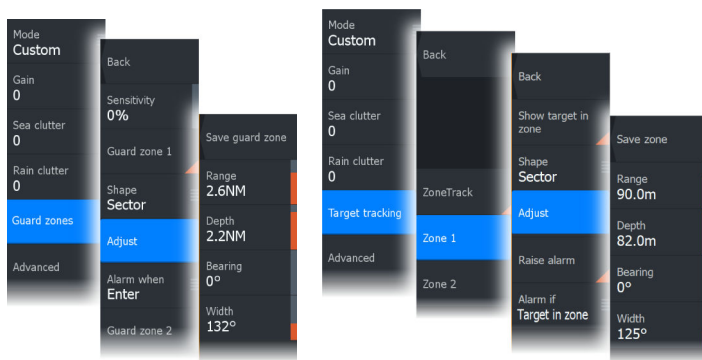 Mode
Custom
Gain
0
Sea clutter
0
Rain clutter
0
Guard zones
Advanced
Back
Sensitivity
0%
Guard zone 1
Shape
Sector
Adjust
Alarm when
Enter
Guard zone 2
Save guard zone
Range
2.6NM
Depth
2.2NM
Bearing
0°
Width
132°
Mode
Custom
Gain
0
Sea clutter
0
Rain clutter
0
Target tracking
Advanced
Back
ZoneTrack
Zone 1
Zone 2
Back
Show target in
zone
Shape
Sector
Adjust
Raise alarm
Alarm if
Target in zone
Save zone
Range
90.0m
Depth
82.0m
Bearing
0°
Width
125°